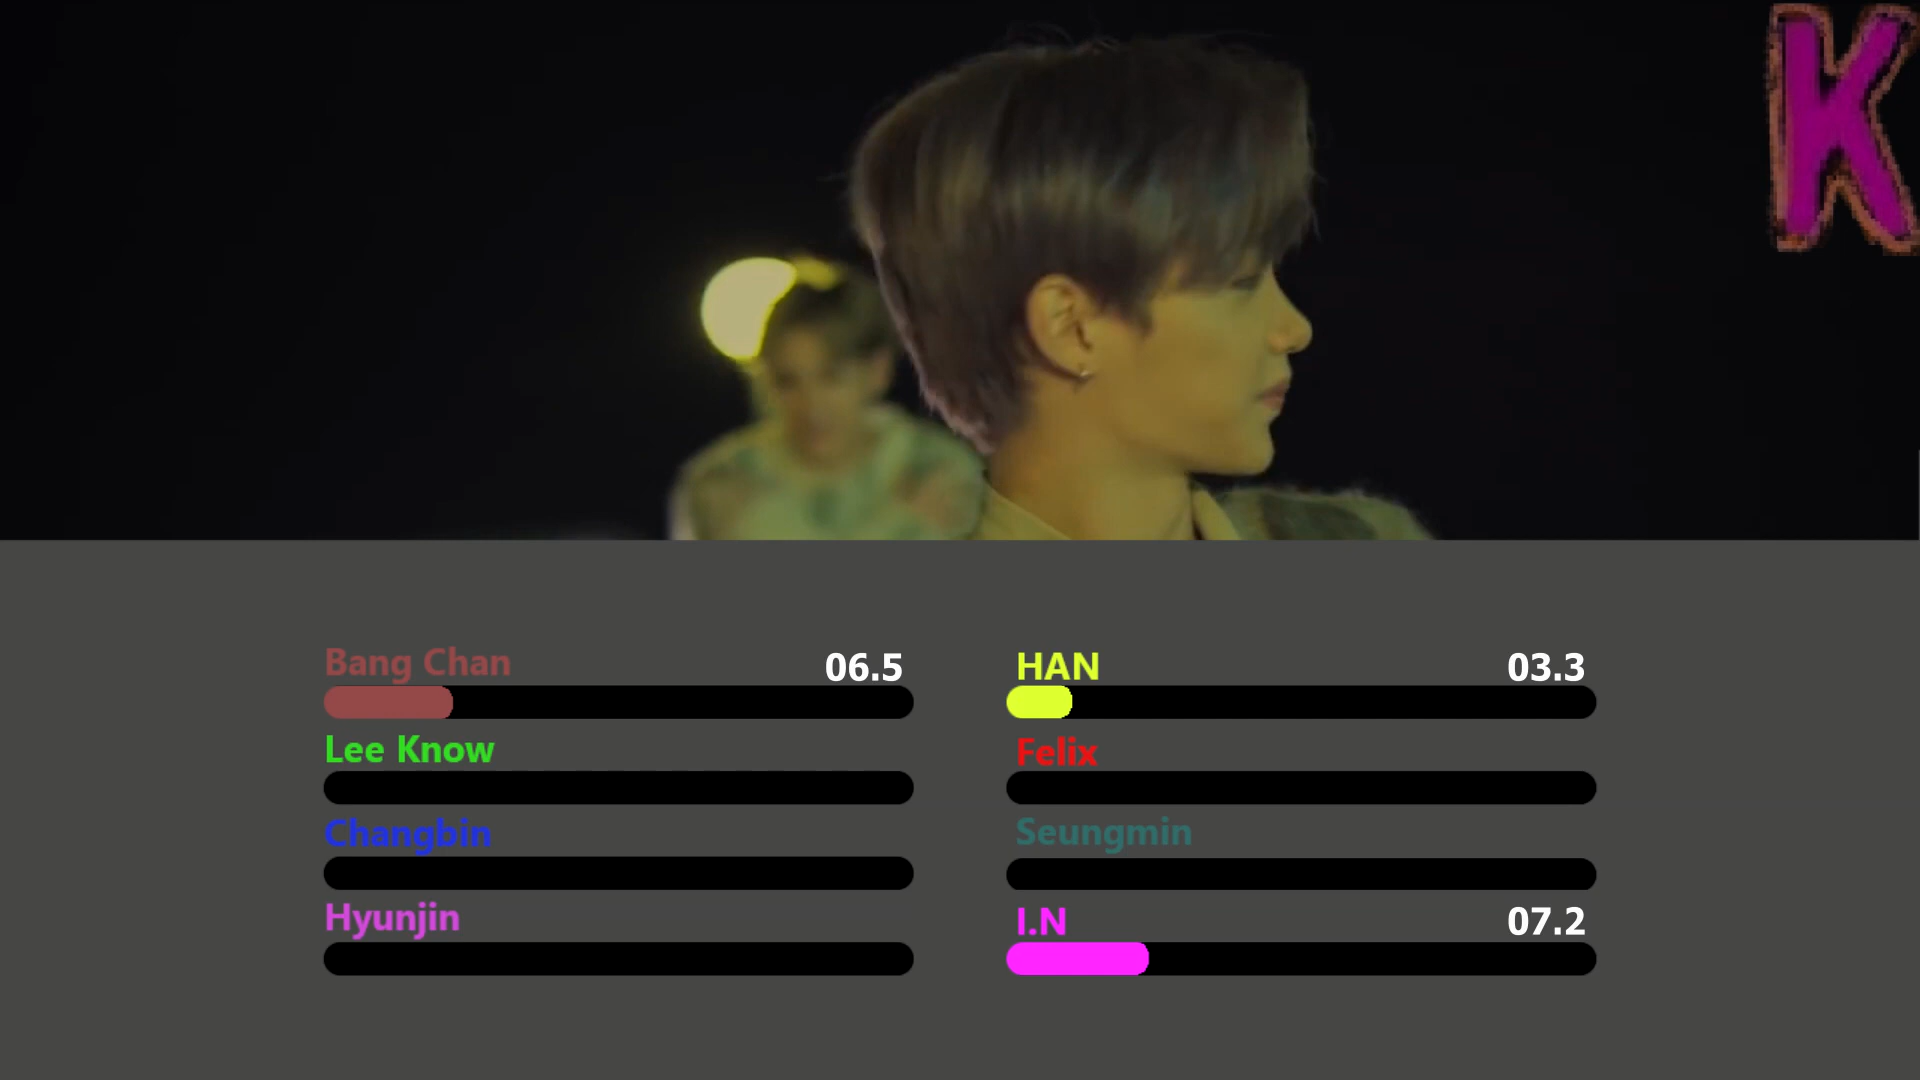 K
Bang Chan 06.5
HAN 03.3
Lee Know
Felix
Changbin
Seungmin
Hyunjin
I.N 07.2